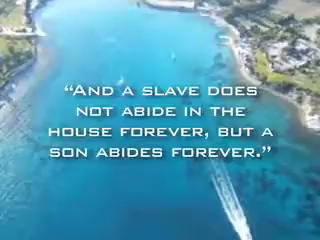 “And a slave does
not abide in the
house forever, but a
son abides forever.”